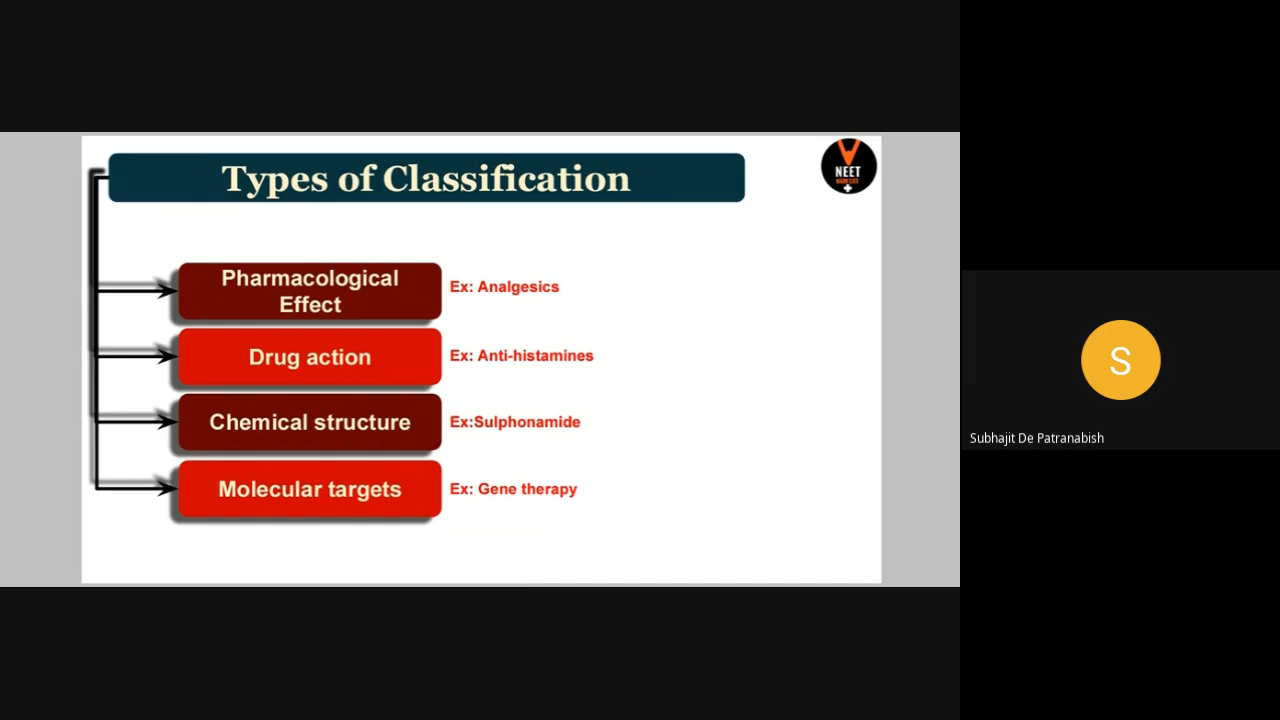 Types of Classification
NEET
Pharmacological
Effect
Ex: Analgesics
Drug action
Ex: Anti-histamines
Chemical structure
Ex:Sulphonamide
Molecular targets
Ex: Gene therapy
S
Subhajit De Patranabish